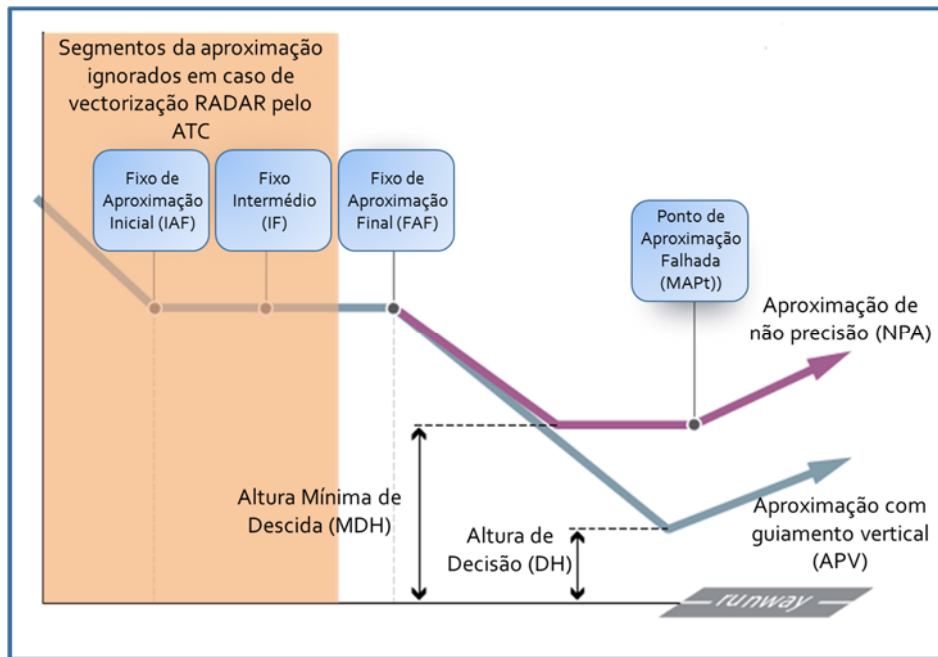 Segmentos da aproximação
ignorados em caso de
vectorização RADAR pelo
ATC
Fixo de
Aproximação
Inicial (IAF)
Fixo
Intermédio
(IF)
Fixo de
Aproximação
Final (FAF)
Ponto de
Aproximação
Falhada
(MAPt))
Aproximação de
não precisão (NPA)
Altura Mínima de
Descida (MDH)
Altura de
Decisão (DH)
Aproximação com
guiamento vertical
(APV)
runway